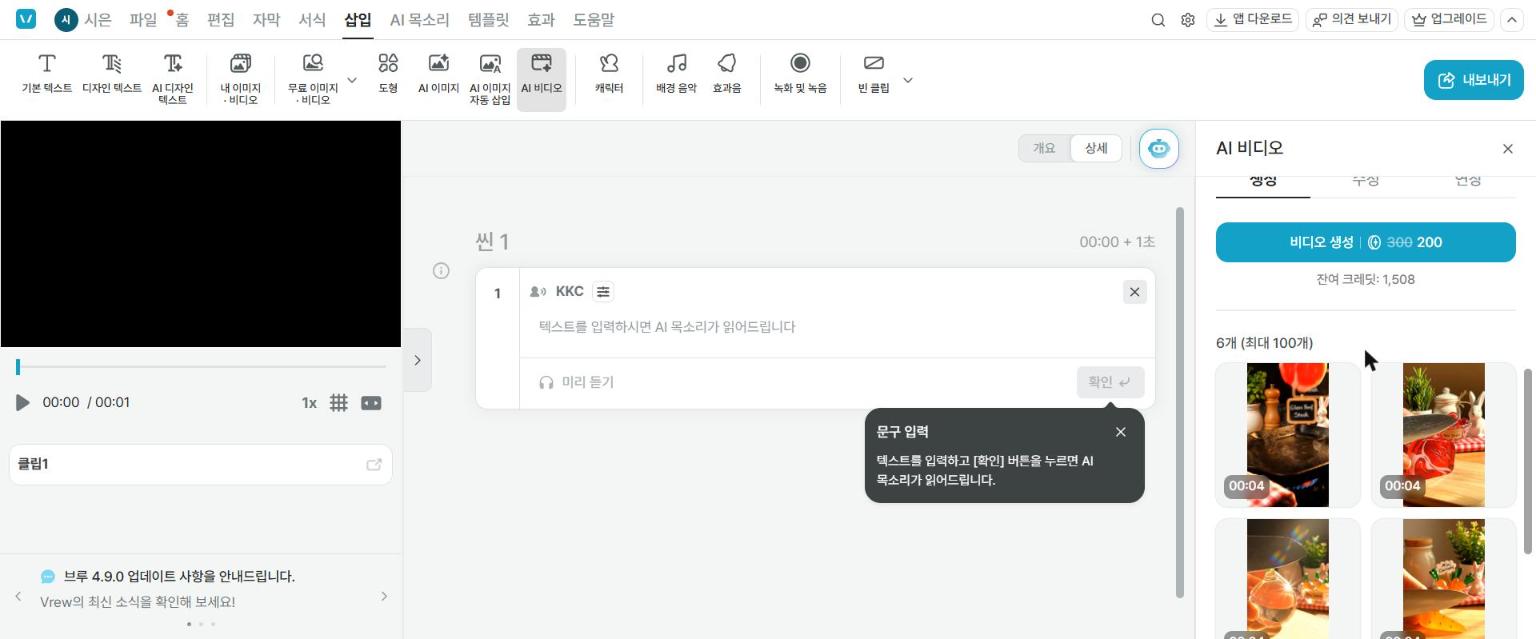 시 시은 파일 홈 편집 자막 서식 삽입 AI 목소리 템플릿 효과 도움말 앱 다운로드 의견 보내기 업그레이드
기본 텍스트 디자인 텍스트 AI 디자인 텍스트 내 이미지 · 비디오 무료 이미지 · 비디오 도형 AI 이미지 AI 이미지 자동 삽입 AI 비디오 캐릭터 배경 음악 효과음 녹화 및 녹음 빈 클립 내보내기
개요 상세
AI 비디오
생성 수정 연장
비디오 생성 300 200
잔여 크레딧: 1,508
6개 (최대 100개)
00:04 00:04
씬 1 00:00 + 1초
1 KKC
텍스트를 입력하시면 AI 목소리가 읽어드립니다
미리 듣기 확인
문구 입력
텍스트를 입력하고 [확인] 버튼을 누르면 AI
목소리가 읽어드립니다.
00:00 / 00:01 1x
클립1
브루 4.9.0 업데이트 사항을 안내드립니다.
Vrew의 최신 소식을 확인해 보세요!